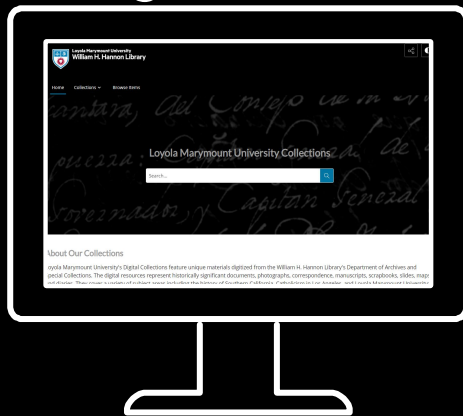 Loyola Marymount University
William H. Hannon Library
Home Collections Browse Items
Loyola Marymount University Collections
Search...
About Our Collections
oyola Marymount University's Digital Collections feature unique materials digitized from the William H. Hannon Library's Department of Archives and
pecial Collections. The digital resources represent historically significant documents, photographs, correspondence, manuscripts, scrapbooks, slides, maps
nd diaries. They cover a variety of subject areas including the history of Southern California, Catholicism in Los Angeles, and Loyola Marymount University